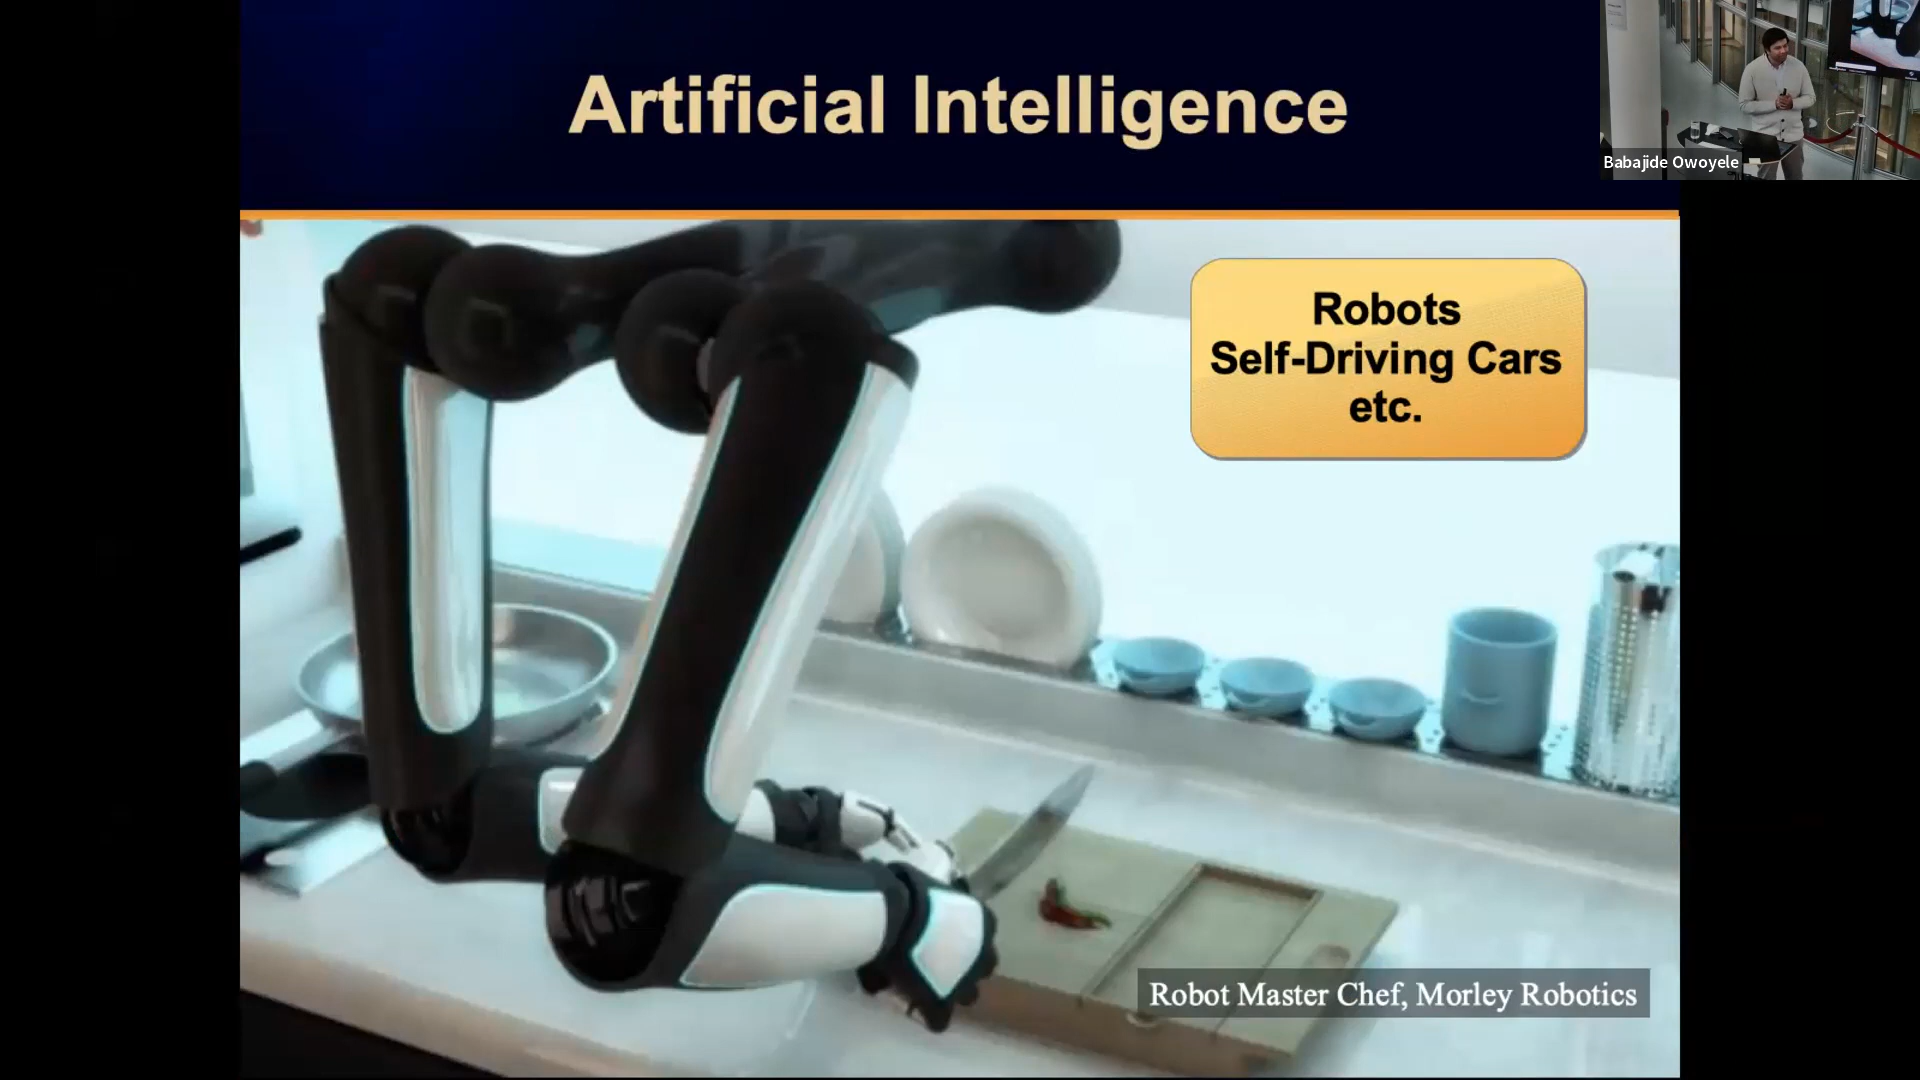 Artificial Intelligence
Babajide Owoyele
Robots
Self-Driving Cars
etc.
Robot Master Chef, Morley Robotics